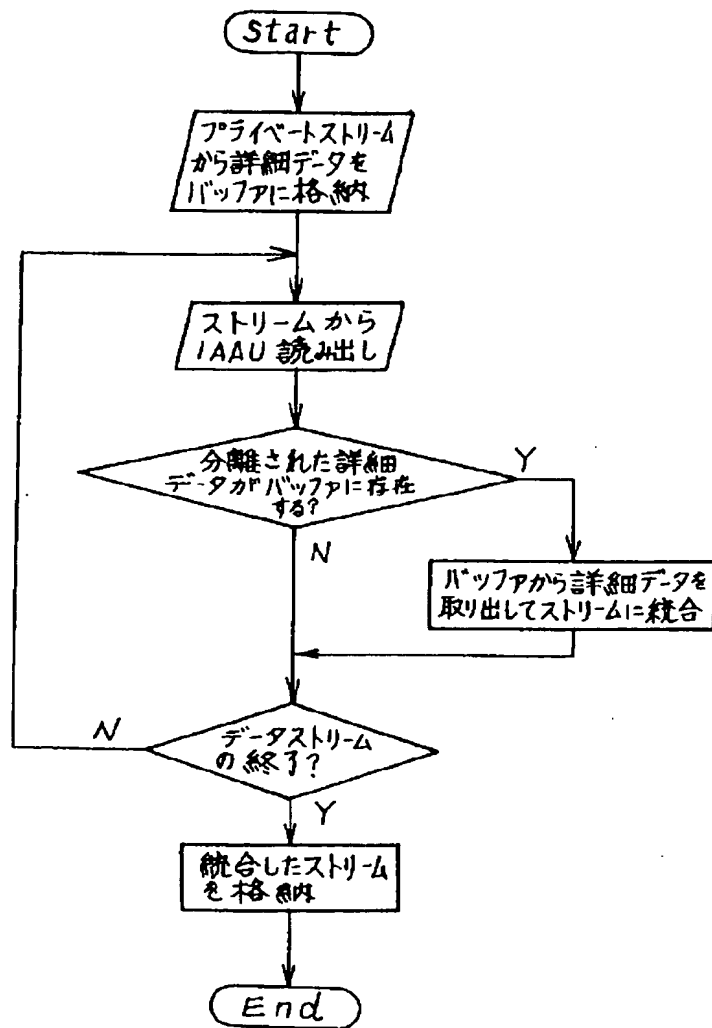 Start
プライベートストリーム
から詳細データを
バッファに格納
ストリームから
1AAU 読み出し
分離された詳細
データがバッファに存在
する?
Y
N
バッファから詳細データを
取り出してストリームに統合
N
データストリーム
の終了?
Y
統合したストリーム
を格納
End